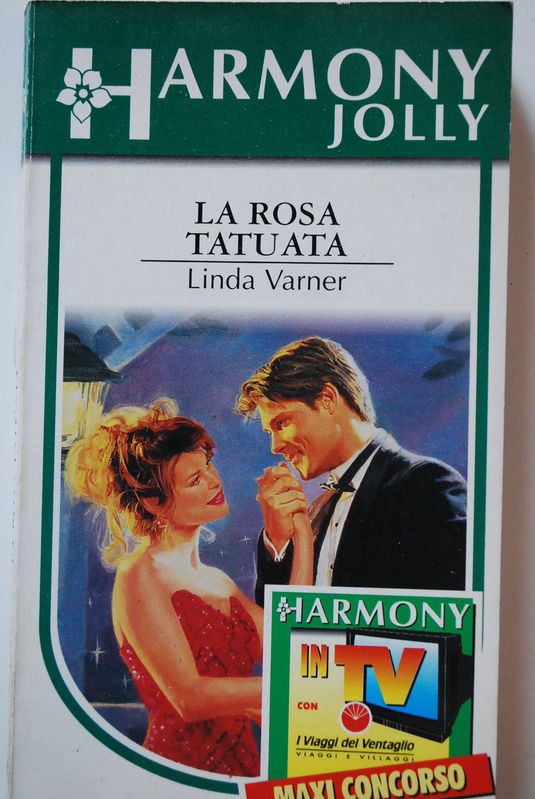 HARMONY
JOLLY
LA ROSA
TATUATA
Linda Varner
HARMONY
IN TV
CON
I Viaggi del Ventaglio
VIAGGI E VILLAGGI
MAXI CONCORSO